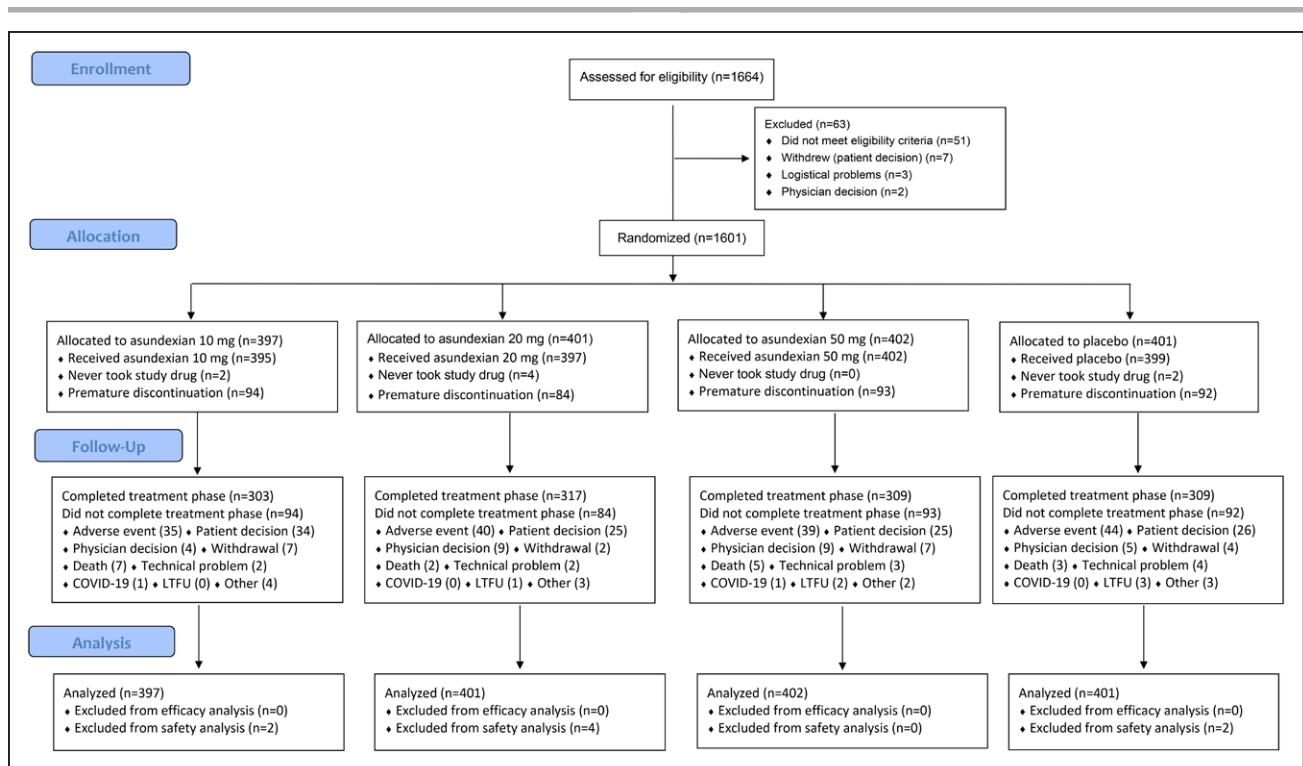 Enrollment
Assessed for eligibility (n=1664)
Excluded (n=63)
♦ Did not meet eligibility criteria (n=51)
♦ Withdrew (patient decision) (n=7)
♦ Logistical problems (n=3)
♦ Physician decision (n=2)
Allocation
Randomized (n=1601)
Allocated to asundexian 10 mg (n=397)
♦ Received asundexian 10 mg (n=395)
♦ Never took study drug (n=2)
♦ Premature discontinuation (n=94)
Allocated to asundexian 20 mg (n=401)
♦ Received asundexian 20 mg (n=397)
♦ Never took study drug (n=4)
♦ Premature discontinuation (n=84)
Allocated to asundexian 50 mg (n=402)
♦ Received asundexian 50 mg (n=402)
♦ Never took study drug (n=0)
♦ Premature discontinuation (n=93)
Allocated to placebo (n=401)
♦ Received placebo (n=399)
♦ Never took study drug (n=2)
♦ Premature discontinuation (n=92)
Follow-Up
Completed treatment phase (n=303)
Did not complete treatment phase (n=94)
♦ Adverse event (35) ♦ Patient decision (34)
♦ Physician decision (4) ♦ Withdrawal (7)
♦ Death (7) ♦ Technical problem (2)
♦ COVID-19 (1) ♦ LTFU (0) ♦ Other (4)
Completed treatment phase (n=317)
Did not complete treatment phase (n=84)
♦ Adverse event (40) ♦ Patient decision (25)
♦ Physician decision (9) ♦ Withdrawal (2)
♦ Death (2) ♦ Technical problem (2)
♦ COVID-19 (0) ♦ LTFU (1) ♦ Other (3)
Completed treatment phase (n=309)
Did not complete treatment phase (n=93)
♦ Adverse event (39) ♦ Patient decision (25)
♦ Physician decision (9) ♦ Withdrawal (7)
♦ Death (5) ♦ Technical problem (3)
♦ COVID-19 (1) ♦ LTFU (2) ♦ Other (2)
Completed treatment phase (n=309)
Did not complete treatment phase (n=92)
♦ Adverse event (44) ♦ Patient decision (26)
♦ Physician decision (5) ♦ Withdrawal (4)
♦ Death (3) ♦ Technical problem (4)
♦ COVID-19 (0) ♦ LTFU (3) ♦ Other (3)
Analysis
Analyzed (n=397)
♦ Excluded from efficacy analysis (n=0)
♦ Excluded from safety analysis (n=2)
Analyzed (n=401)
♦ Excluded from efficacy analysis (n=0)
♦ Excluded from safety analysis (n=4)
Analyzed (n=402)
♦ Excluded from efficacy analysis (n=0)
♦ Excluded from safety analysis (n=0)
Analyzed (n=401)
♦ Excluded from efficacy analysis (n=0)
♦ Excluded from safety analysis (n=2)